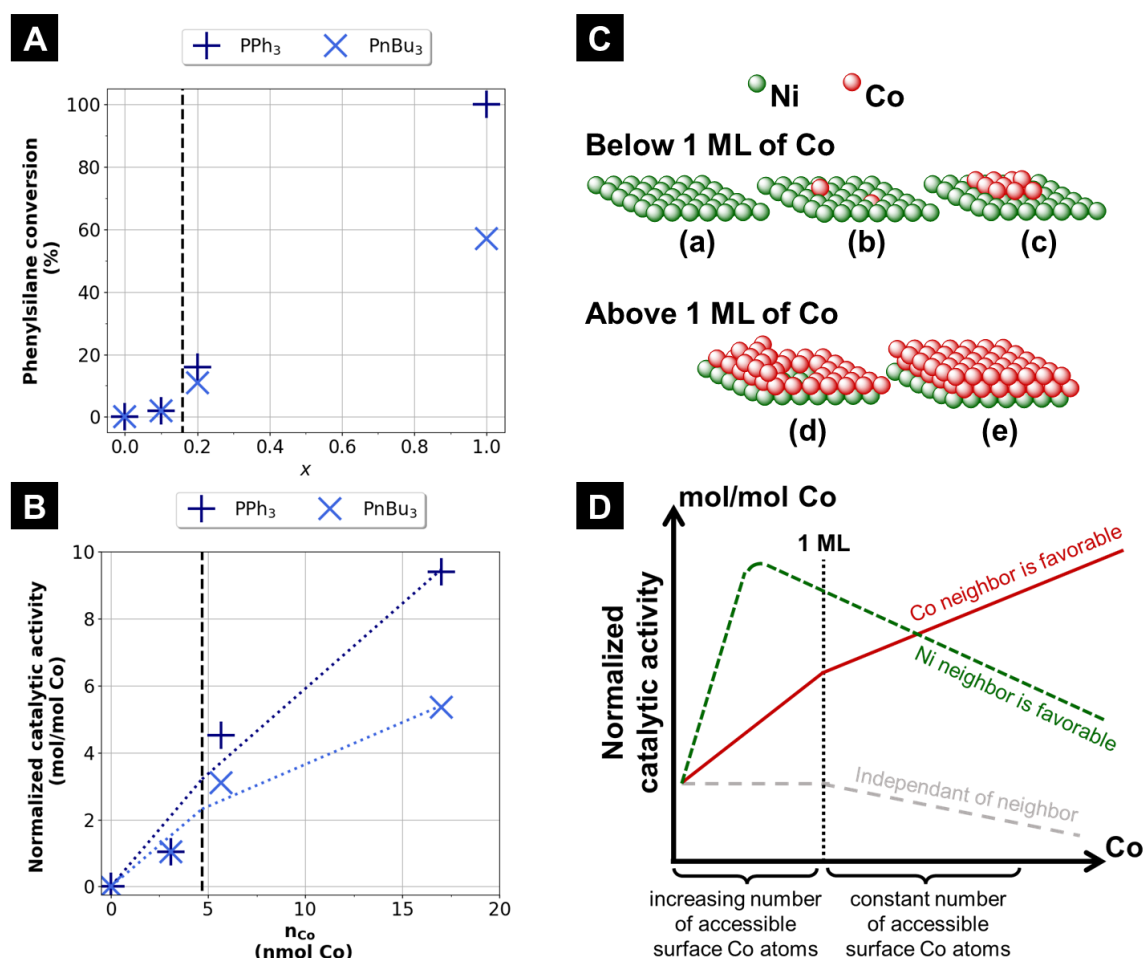 A
PPh₃ PnBu₃
Phenylsilane conversion
(%)
100
80
60
40
20
0
0.0 0.2 0.4 0.6 0.8 1.0
x
B
PPh₃ PnBu₃
Normalized catalytic activity
(mol/mol Co)
10
8
6
4
2
0
0 5 10 15 20
n_Co
(nmol Co)
C
Ni Co
Below 1 ML of Co
(a) (b) (c)
Above 1 ML of Co
(d) (e)
D
mol/mol Co
1 ML
Normalized
catalytic activity
Co neighbor is favorable
Ni neighbor is favorable
Independant of neighbor
Co
increasing number
of accessible
surface Co atoms
constant number
of accessible
surface Co atoms